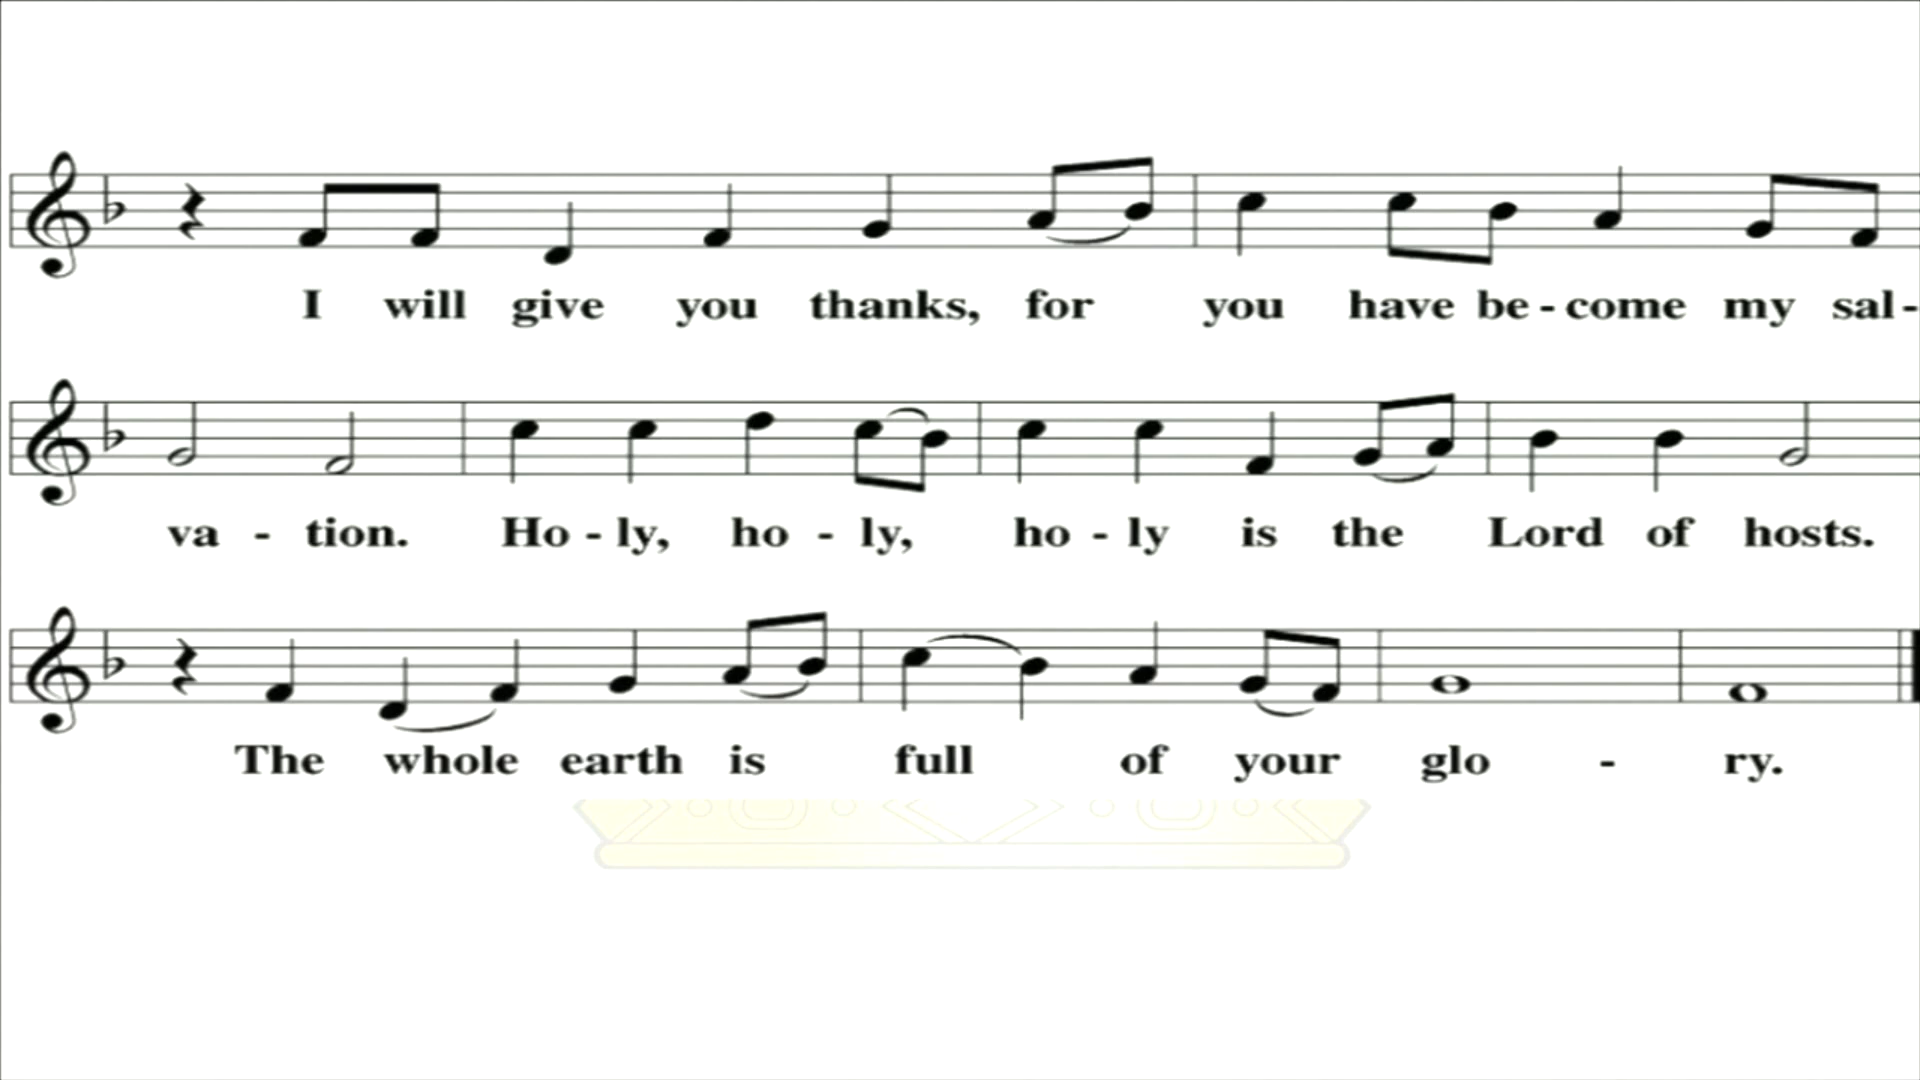 I will give you thanks, for you have be - come my sal -
va - tion. Ho - ly, ho - ly, ho - ly is the Lord of hosts.
The whole earth is full of your glo - ry.